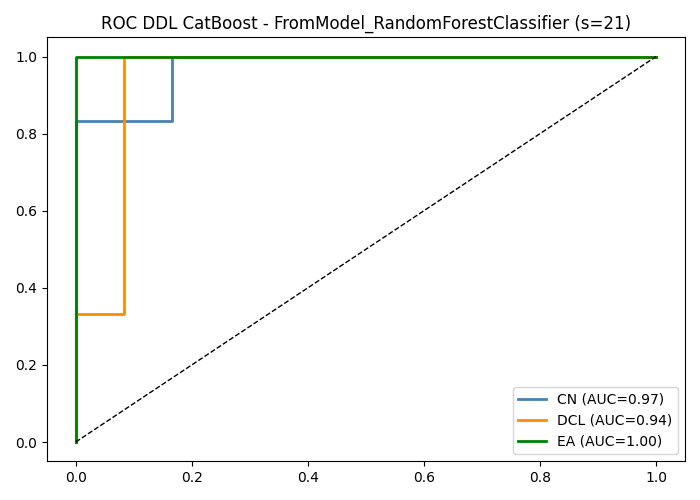 ROC DDL CatBoost - FromModel_RandomForestClassifier (s=21)
1.0
0.8
0.6
0.4
0.2
0.0
0.0 0.2 0.4 0.6 0.8 1.0
CN (AUC=0.97)
DCL (AUC=0.94)
EA (AUC=1.00)